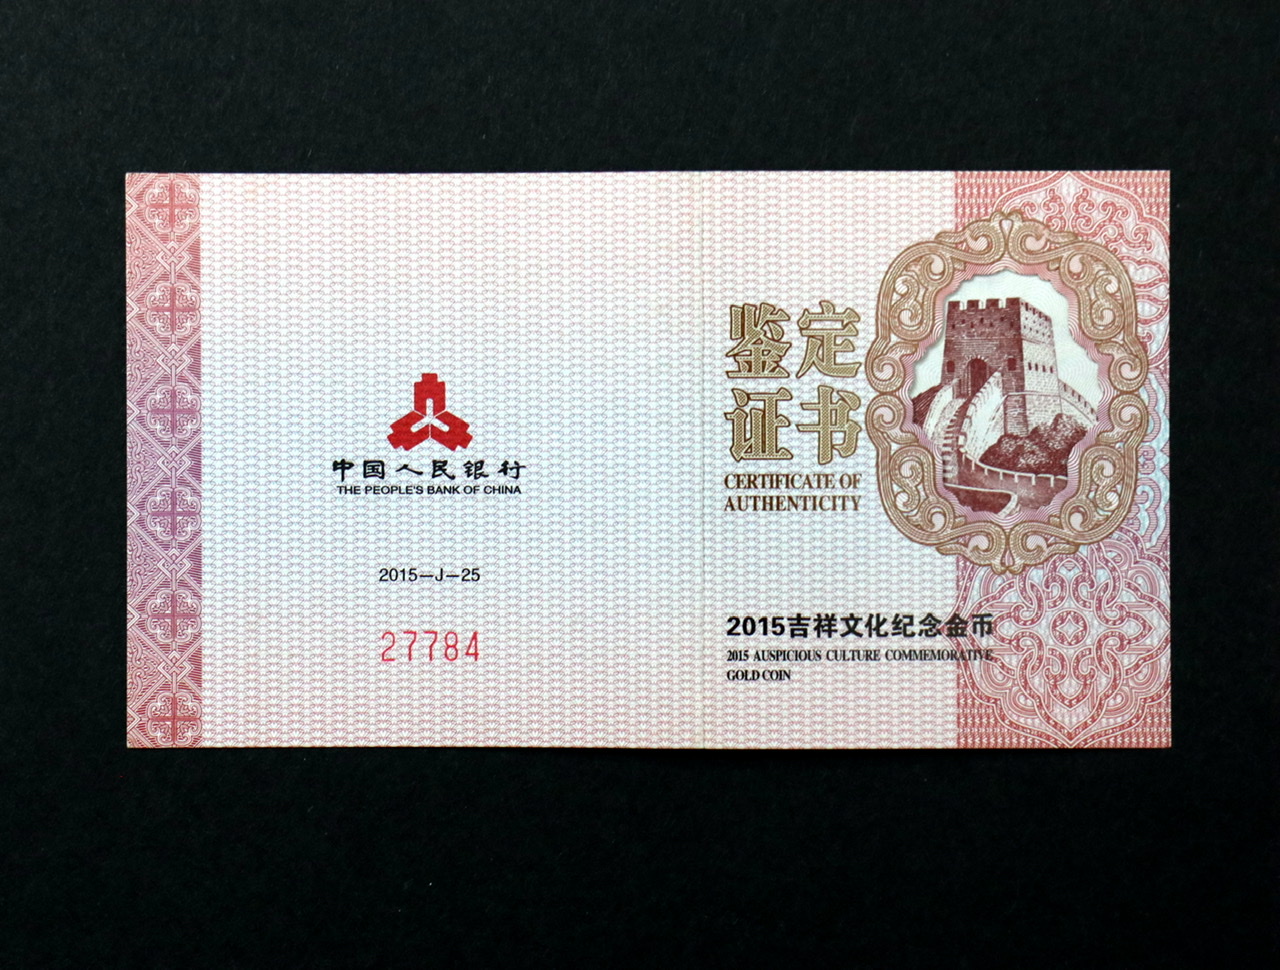 中国人民银行
THE PEOPLE'S BANK OF CHINA
2015—J—25
27784
鉴定
证书
CERTIFICATE OF
AUTHENTICITY
2015吉祥文化纪念金币
2015 AUSPICIOUS CULTURE COMMEMORATIVE
GOLD COIN